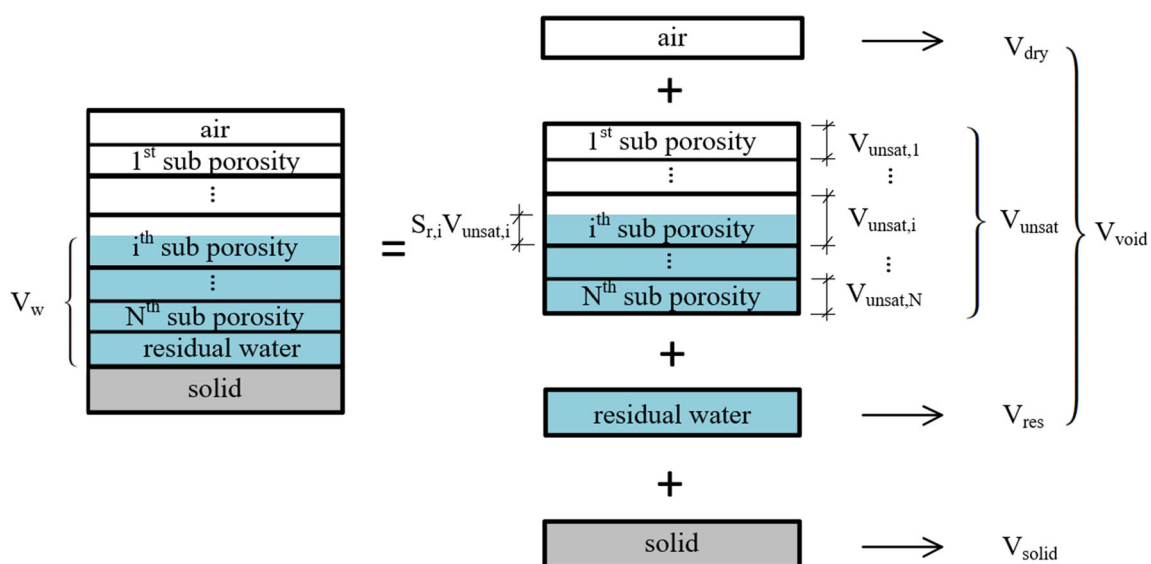 air
1st sub porosity
⋮
ith sub porosity
⋮
Nth sub porosity
residual water
solid
Vw
=
air
Vdry
+
1st sub porosity
Vunsat,1
⋮
⋮
Sr,iVunsat,i
ith sub porosity
Vunsat,i
Vunsat
Vvoid
⋮
⋮
Nth sub porosity
Vunsat,N
+
residual water
Vres
+
solid
Vsolid